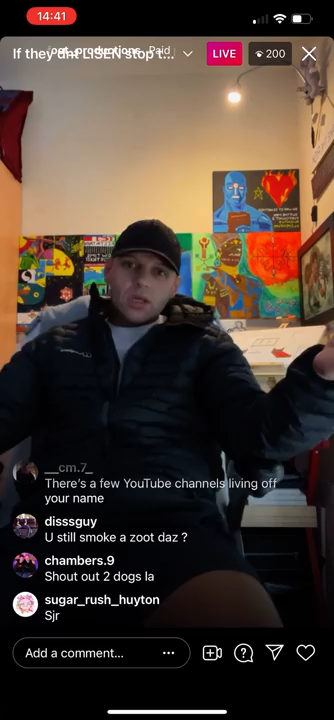 14:41
If they dnt LISEN stop t...
Paid
LIVE
200
__cm.7_
There's a few YouTube channels living off
your name
disssguy
U still smoke a zoot daz ?
chambers.9
Shout out 2 dogs la
sugar_rush_huyton
Sjr
Add a comment...